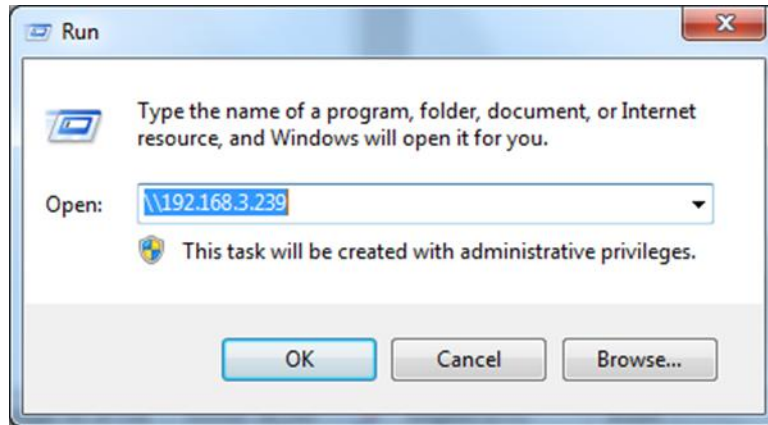 Run
Type the name of a program, folder, document, or Internet
resource, and Windows will open it for you.
Open: \\192.168.3.239
This task will be created with administrative privileges.
OK Cancel Browse...